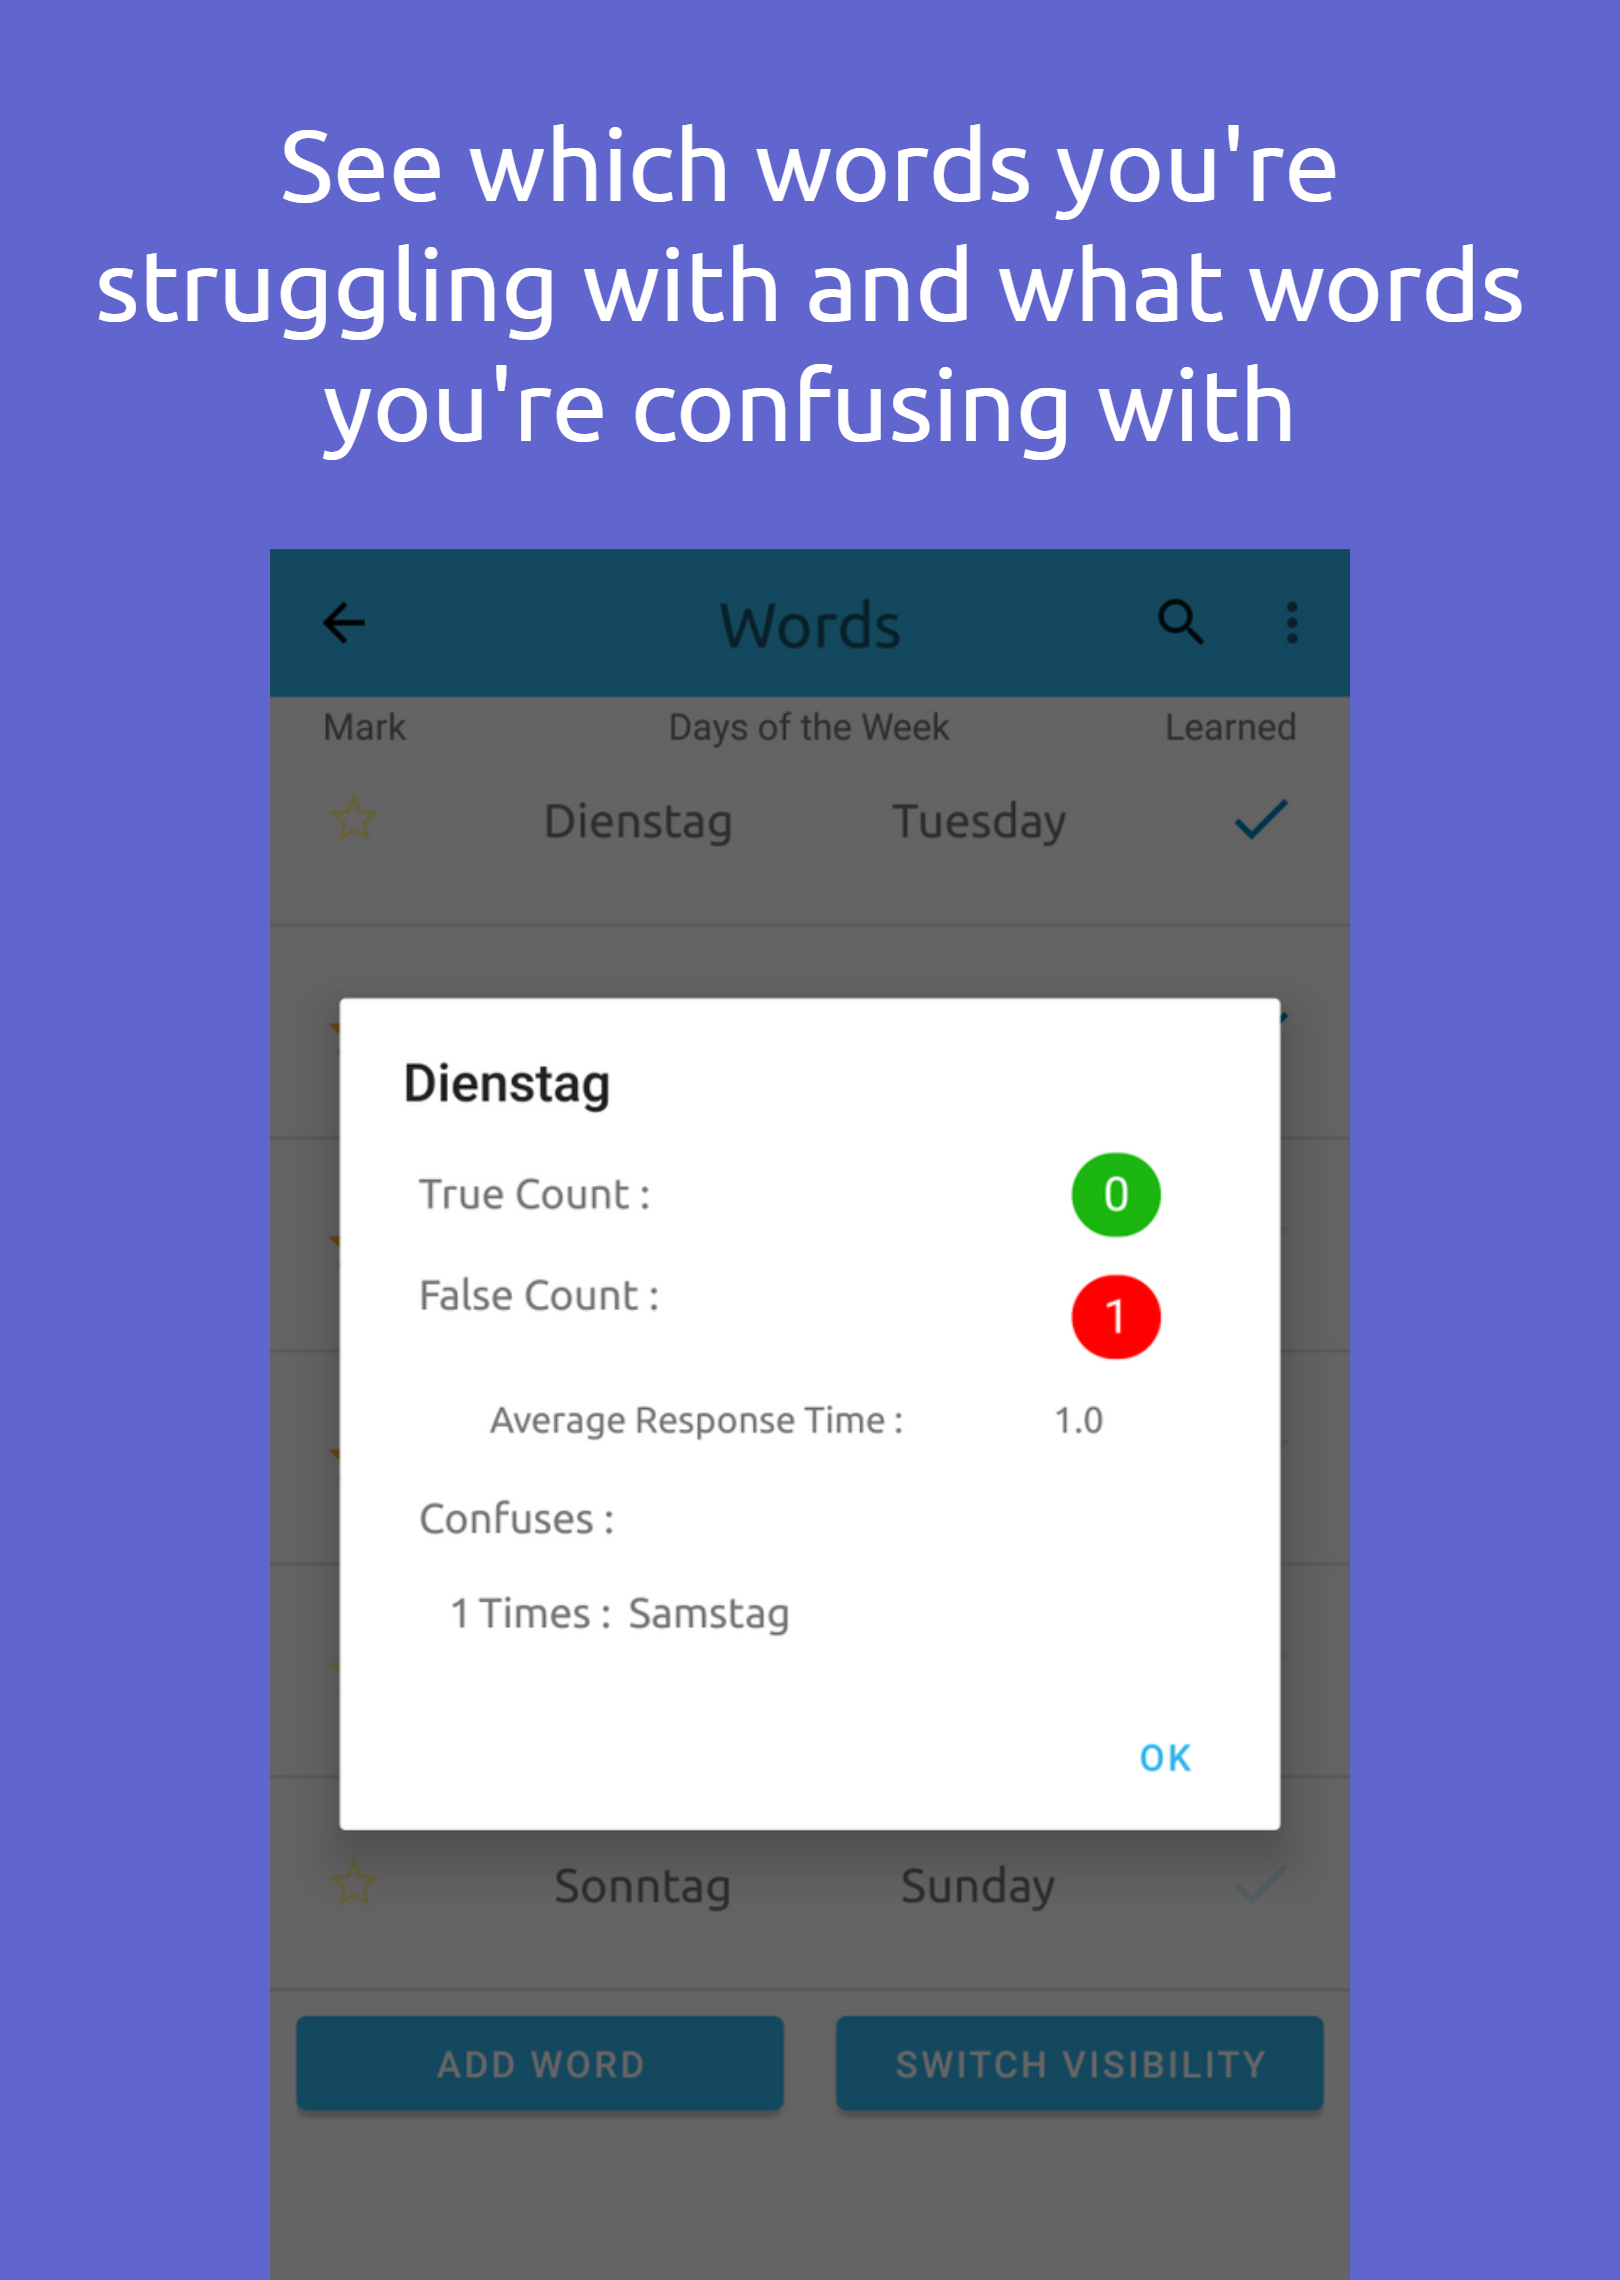 See which words you're
struggling with and what words
you're confusing with
Words
Mark Days of the Week Learned
Dienstag Tuesday
Dienstag
True Count : 0
False Count : 1
Average Response Time : 1.0
Confuses :
1 Times : Samstag
OK
Sonntag Sunday
ADD WORD SWITCH VISIBILITY